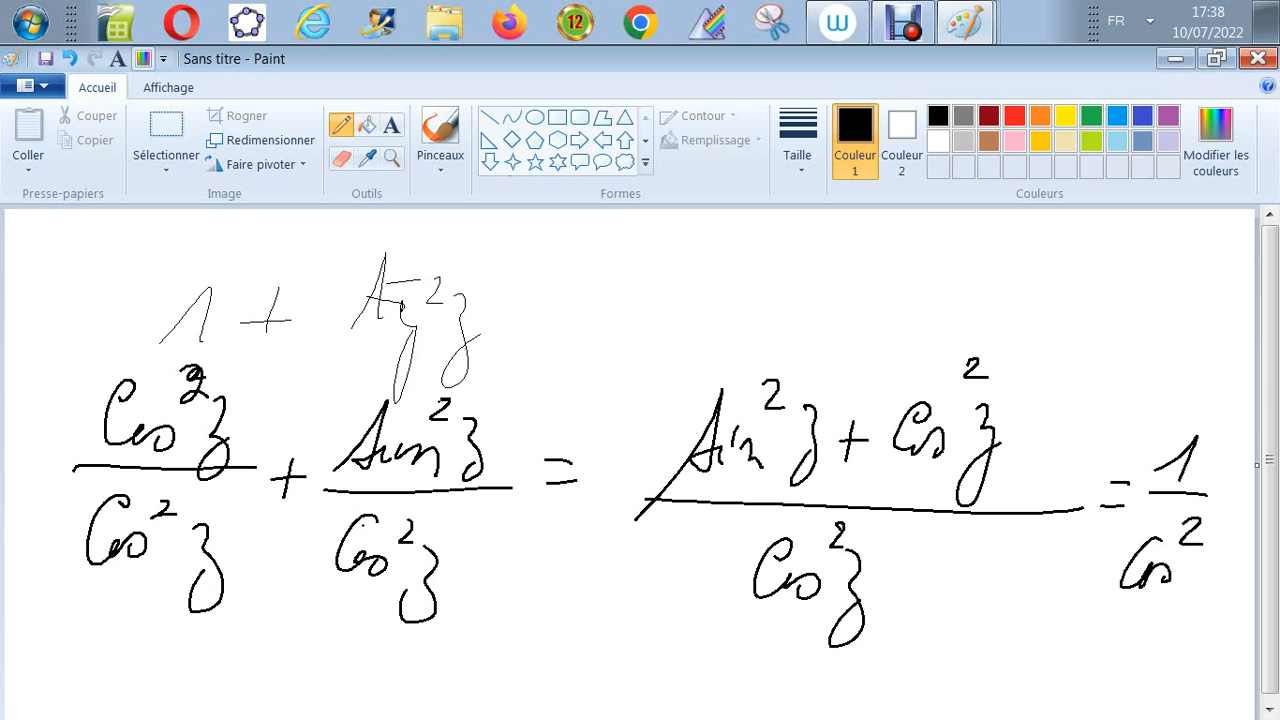 12
W
FR
17:38
10/07/2022
A
Sans titre - Paint
Accueil
Affichage
Coller
Couper
Copier
Presse-papiers
Sélectionner
Rogner
Redimensionner
Faire pivoter
Image
A
Outils
Pinceaux
Contour
Remplissage
Formes
Taille
Couleur 1
Couleur 2
Modifier les couleurs
Couleurs
1 + tg²z
Cos²z/Cos²z + sin²z/Cos²z = (sin²z + Cos²z)/Cos²z = 1/Cos²